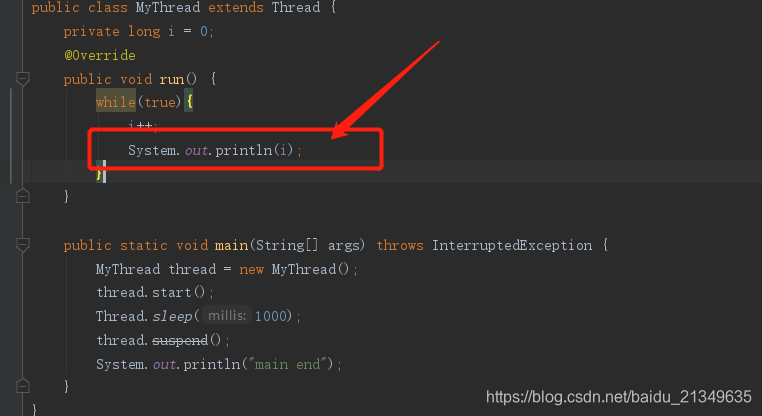 public class MyThread extends Thread {
private long i = 0;
@Override
public void run() {
while(true){
i++;
System.out.println(i);
}
}
public static void main(String[] args) throws InterruptedException {
MyThread thread = new MyThread();
thread.start();
Thread.sleep( millis: 1000);
thread.suspend();
System.out.println("main end");
}
}
https://blog.csdn.net/baidu_21349635